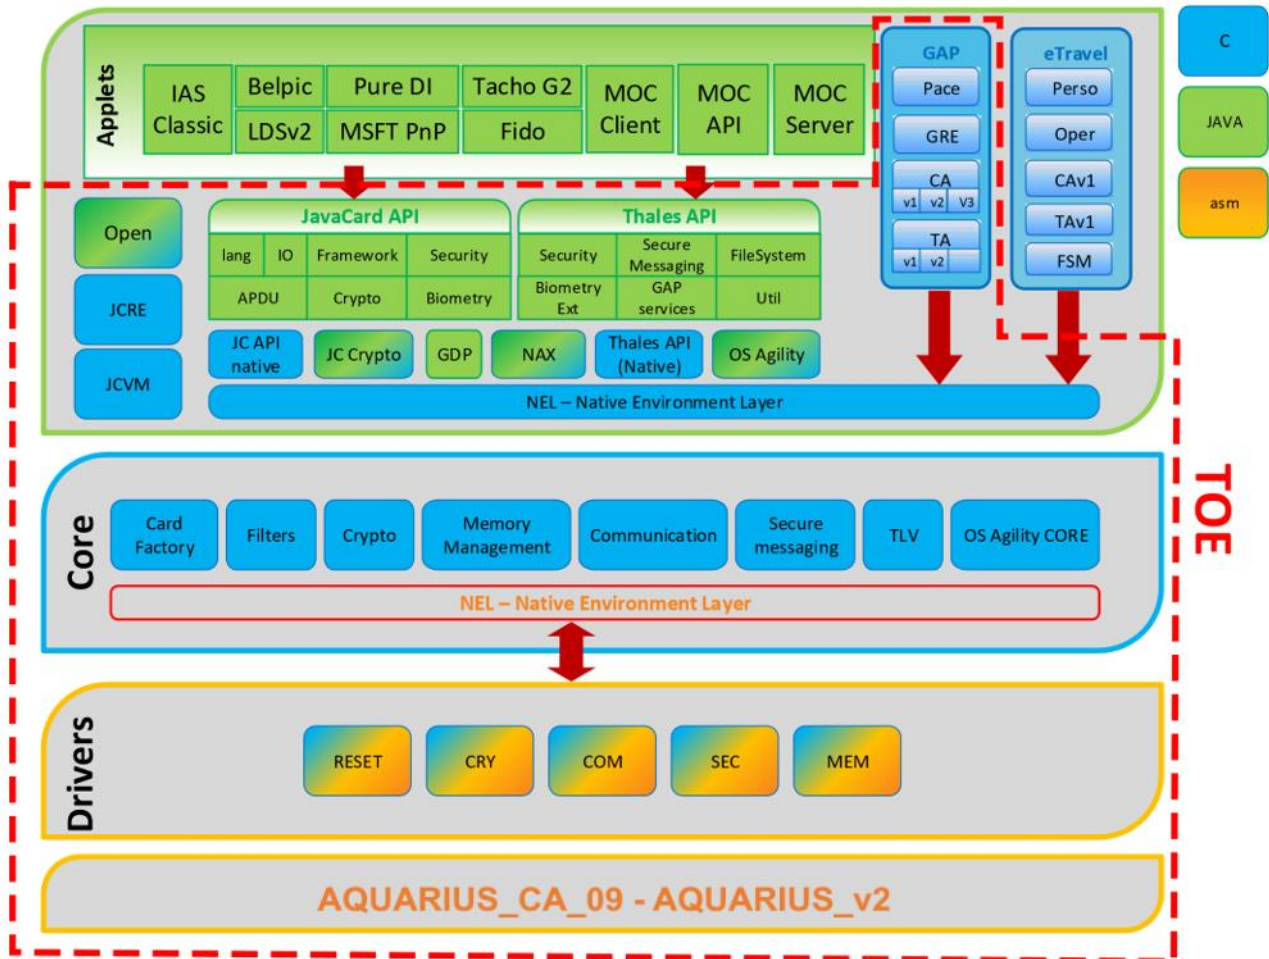 Applets
IAS
Classic
Belpic
LDSv2
Pure DI
MSFT PnP
Tacho G2
Fido
MOC
Client
MOC
API
MOC
Server
GAP
Pace
GRE
CA
v1 v2 V3
TA
v1 v2
eTravel
Perso
Oper
CAv1
TAv1
FSM
C
JAVA
asm
Open
JCRE
JCVM
JavaCard API
lang IO Framework Security
APDU Crypto Biometry
Thales API
Security
Secure
Messaging
FileSystem
Biometry
Ext
GAP
services
Util
JC API
native
JC Crypto
GDP
NAX
Thales API
(Native)
OS Agility
NEL – Native Environment Layer
TOE
Core
Card
Factory
Filters
Crypto
Memory
Management
Communication
Secure
messaging
TLV
OS Agility CORE
NEL – Native Environment Layer
Drivers
RESET
CRY
COM
SEC
MEM
AQUARIUS_CA_09 - AQUARIUS_v2